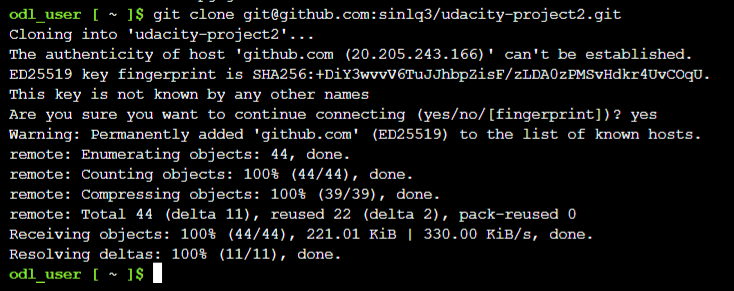 odl_user [ ~ ]$ git clone git@github.com:sinlq3/udacity-project2.git
Cloning into 'udacity-project2'...
The authenticity of host 'github.com (20.205.243.166)' can't be established.
ED25519 key fingerprint is SHA256:+DiY3wvvV6TuJJhbpZisF/zLDA0zPMSvHdkr4UvCOqU.
This key is not known by any other names
Are you sure you want to continue connecting (yes/no/[fingerprint])? yes
Warning: Permanently added 'github.com' (ED25519) to the list of known hosts.
remote: Enumerating objects: 44, done.
remote: Counting objects: 100% (44/44), done.
remote: Compressing objects: 100% (39/39), done.
remote: Total 44 (delta 11), reused 22 (delta 2), pack-reused 0
Receiving objects: 100% (44/44), 221.01 KiB | 330.00 KiB/s, done.
Resolving deltas: 100% (11/11), done.
odl_user [ ~ ]$